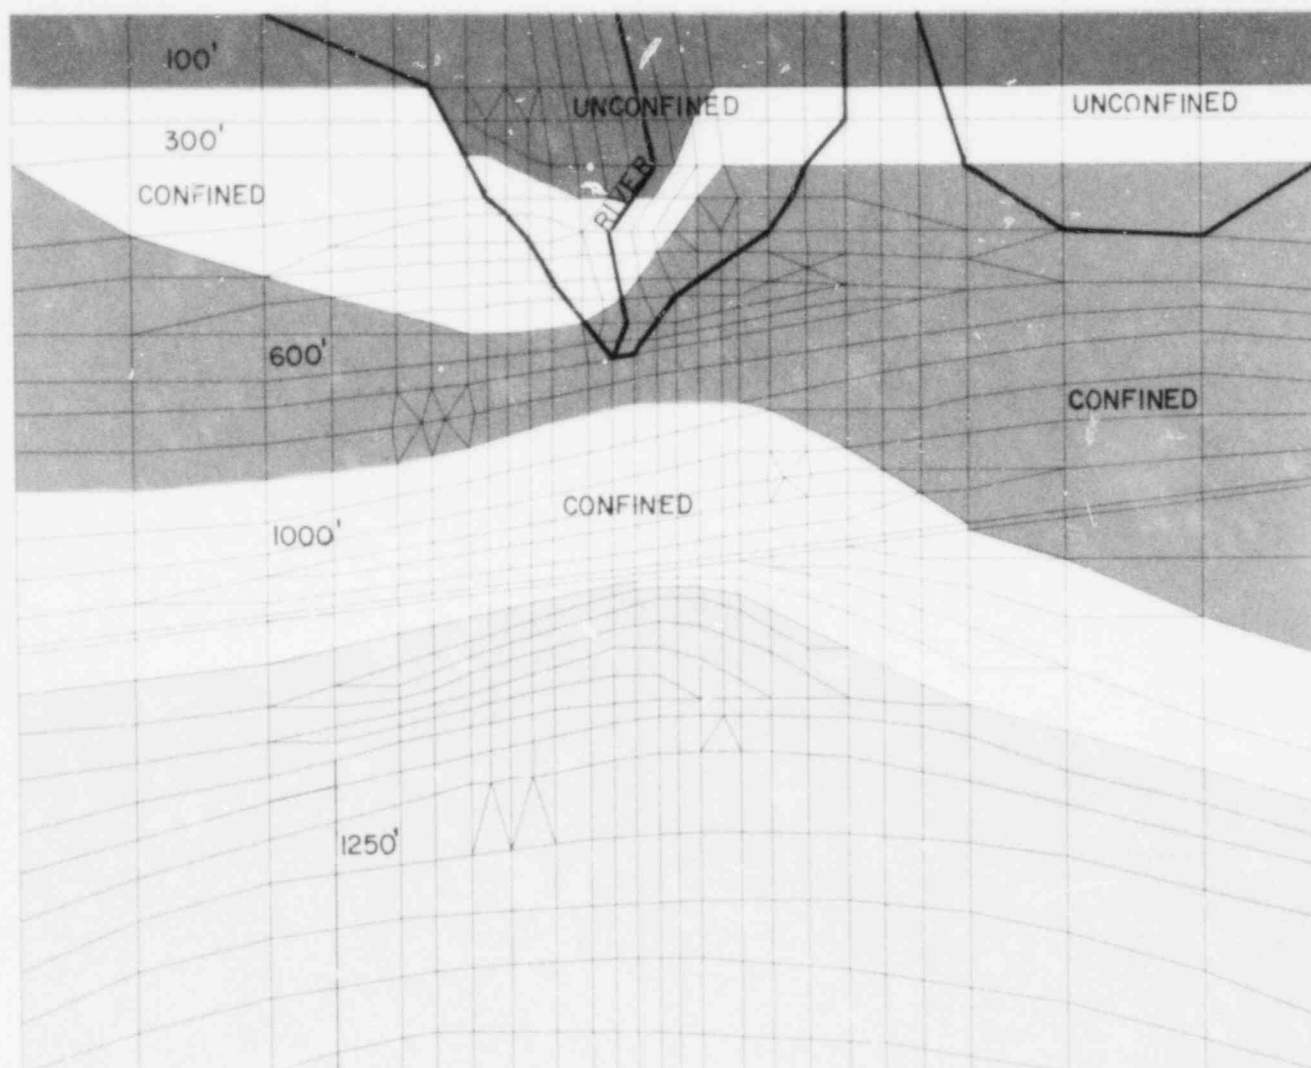 100'
UNCONFINED
UNCONFINED
300'
CONFINED
RIVER
600'
CONFINED
CONFINED
1000'
1250'